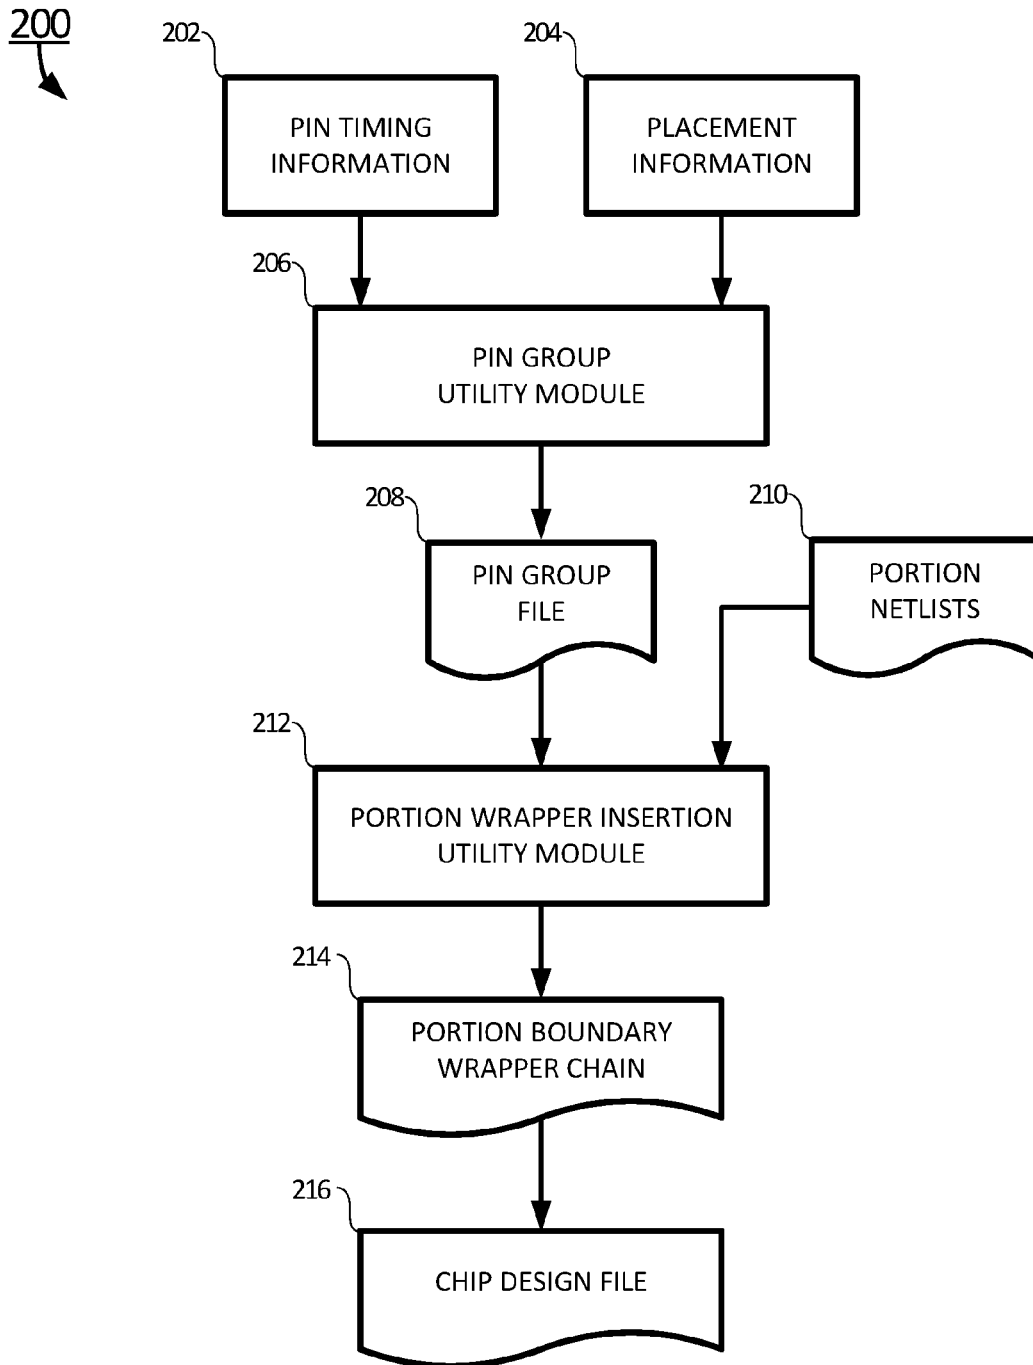 200
202
204
PIN TIMING
INFORMATION
PLACEMENT
INFORMATION
206
PIN GROUP
UTILITY MODULE
208
210
PIN GROUP
FILE
PORTION
NETLISTS
212
PORTION WRAPPER INSERTION
UTILITY MODULE
214
PORTION BOUNDARY
WRAPPER CHAIN
216
CHIP DESIGN FILE